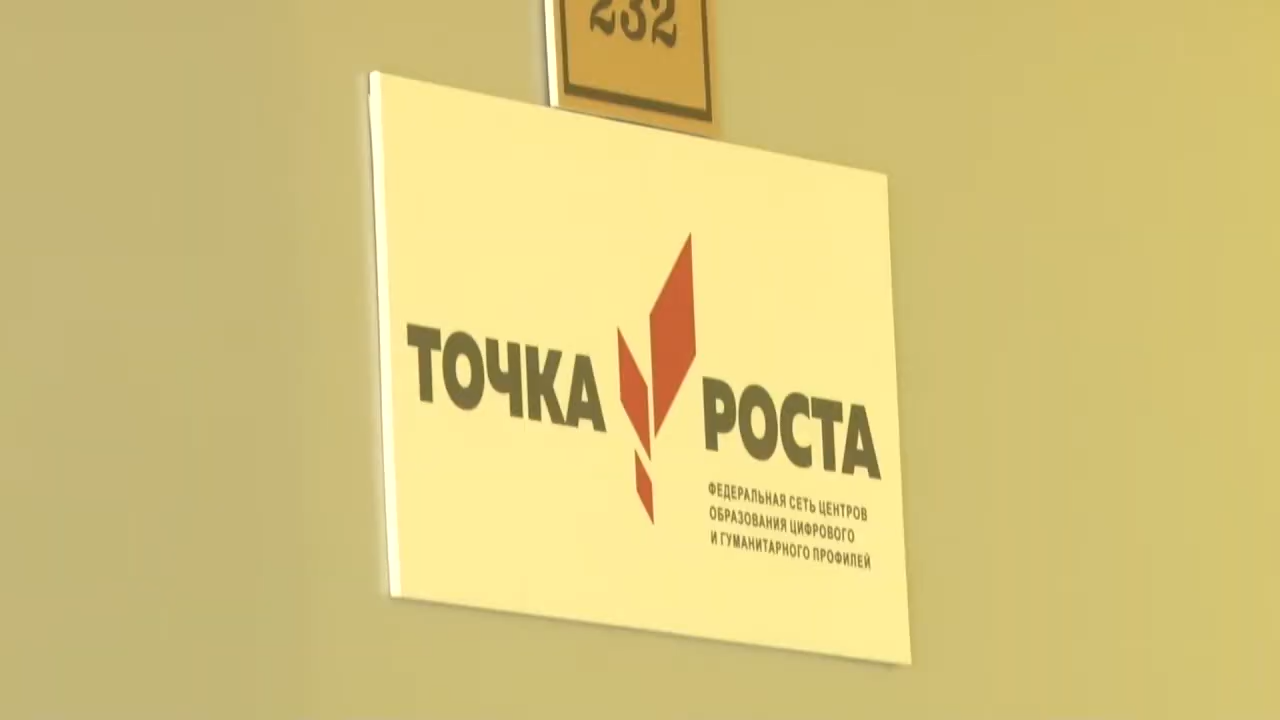 232
ТОЧКА РОСТА
ФЕДЕРАЛЬНАЯ СЕТЬ ЦЕНТРОВ
ОБРАЗОВАНИЯ ЦИФРОВОГО
И ГУМАНИТАРНОГО ПРОФИЛЕЙ